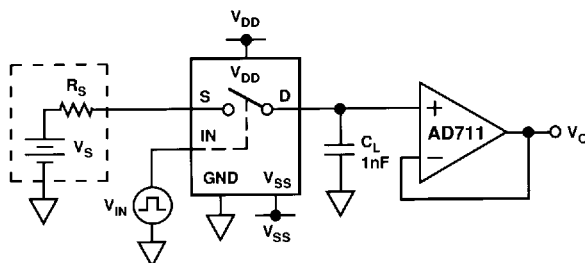 V_DD
V_DD
R_S
S
D
+
AD711
V_O
V_S
IN
C_L
1nF
−
GND
V_SS
V_IN
V_SS